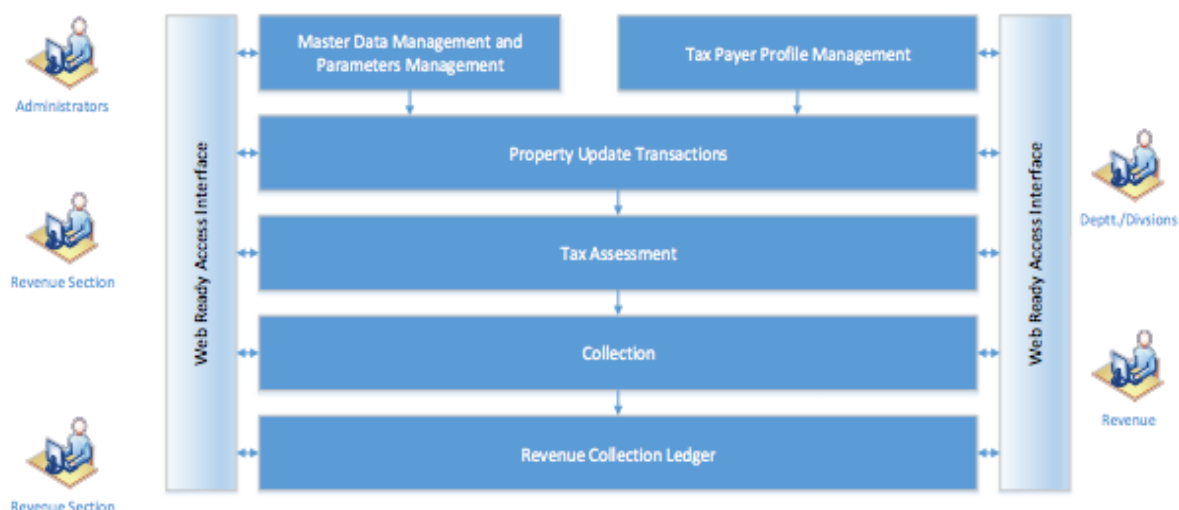 Administrators
Revenue Section
Revenue Section
Web Ready Access Interface
Master Data Management and
Parameters Management
Tax Payer Profile Management
Property Update Transactions
Tax Assessment
Collection
Revenue Collection Ledger
Web Ready Access Interface
Deptt./Divsions
Revenue